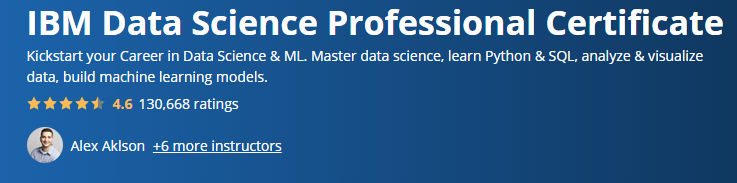 IBM Data Science Professional Certificate
Kickstart your Career in Data Science & ML. Master data science, learn Python & SQL, analyze & visualize
data, build machine learning models.
4.6 130,668 ratings
Alex Aklson +6 more instructors